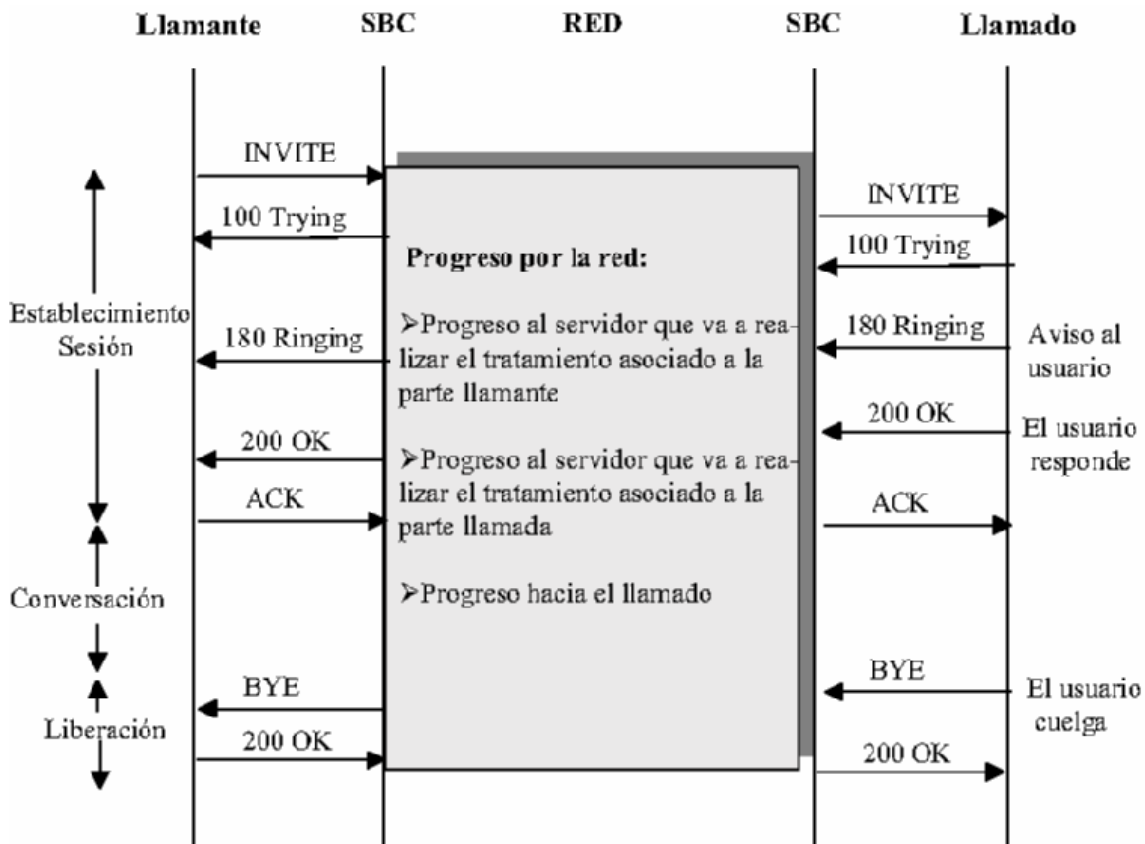 Llamante SBC RED SBC Llamado
INVITE
INVITE
100 Trying
100 Trying
Progreso por la red:
Establecimiento
Sesión
180 Ringing
➢Progreso al servidor que va a rea-
lizar el tratamiento asociado a la
parte llamante
180 Ringing
Aviso al
usuario
200 OK
➢Progreso al servidor que va a rea-
lizar el tratamiento asociado a la
parte llamada
200 OK
El usuario
responde
ACK
ACK
Conversación
➢Progreso hacia el llamado
BYE
BYE
El usuario
cuelga
Liberación
200 OK
200 OK